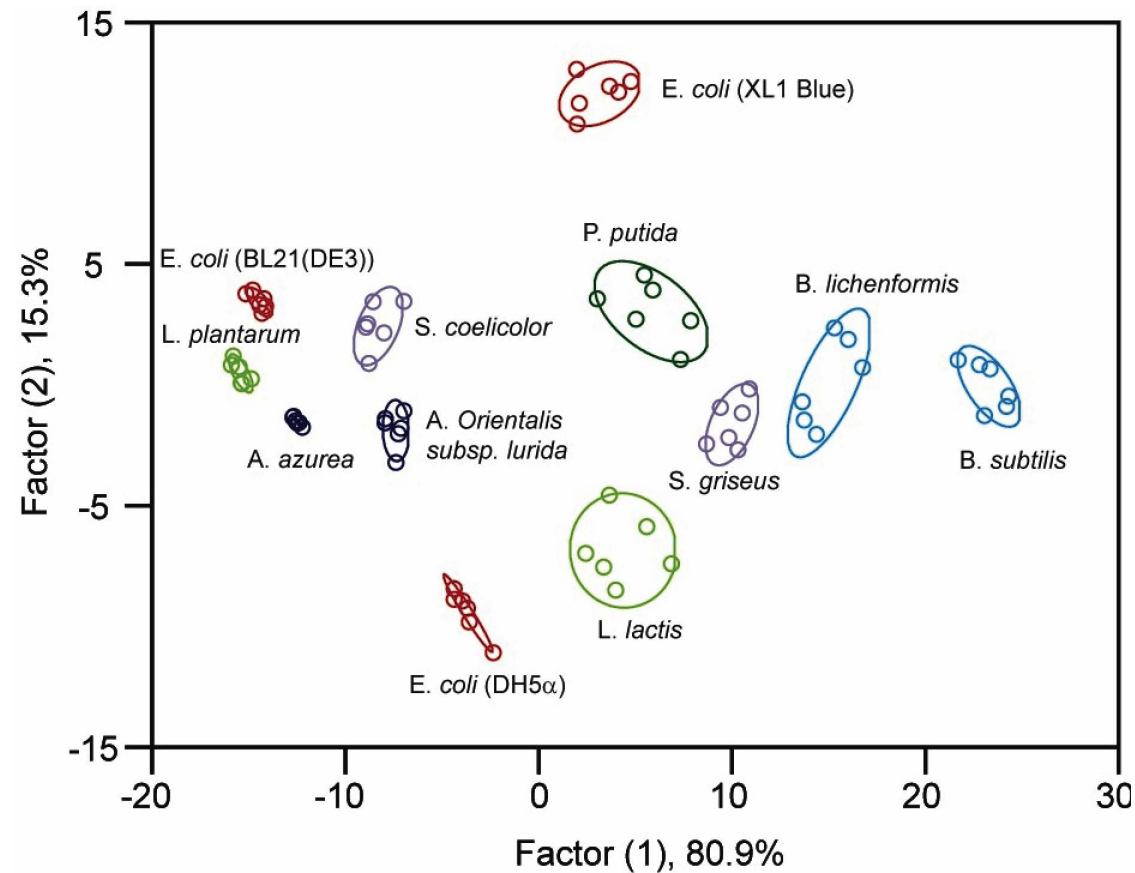 15
E. coli (XL1 Blue)
P. putida
5
E. coli (BL21(DE3))
B. lichenformis
L. plantarum
S. coelicolor
A. Orientalis
subsp. lurida
A. azurea
B. subtilis
S. griseus
-5
L. lactis
E. coli (DH5α)
-15
-20 -10 0 10 20 30
Factor (1), 80.9%
Factor (2), 15.3%